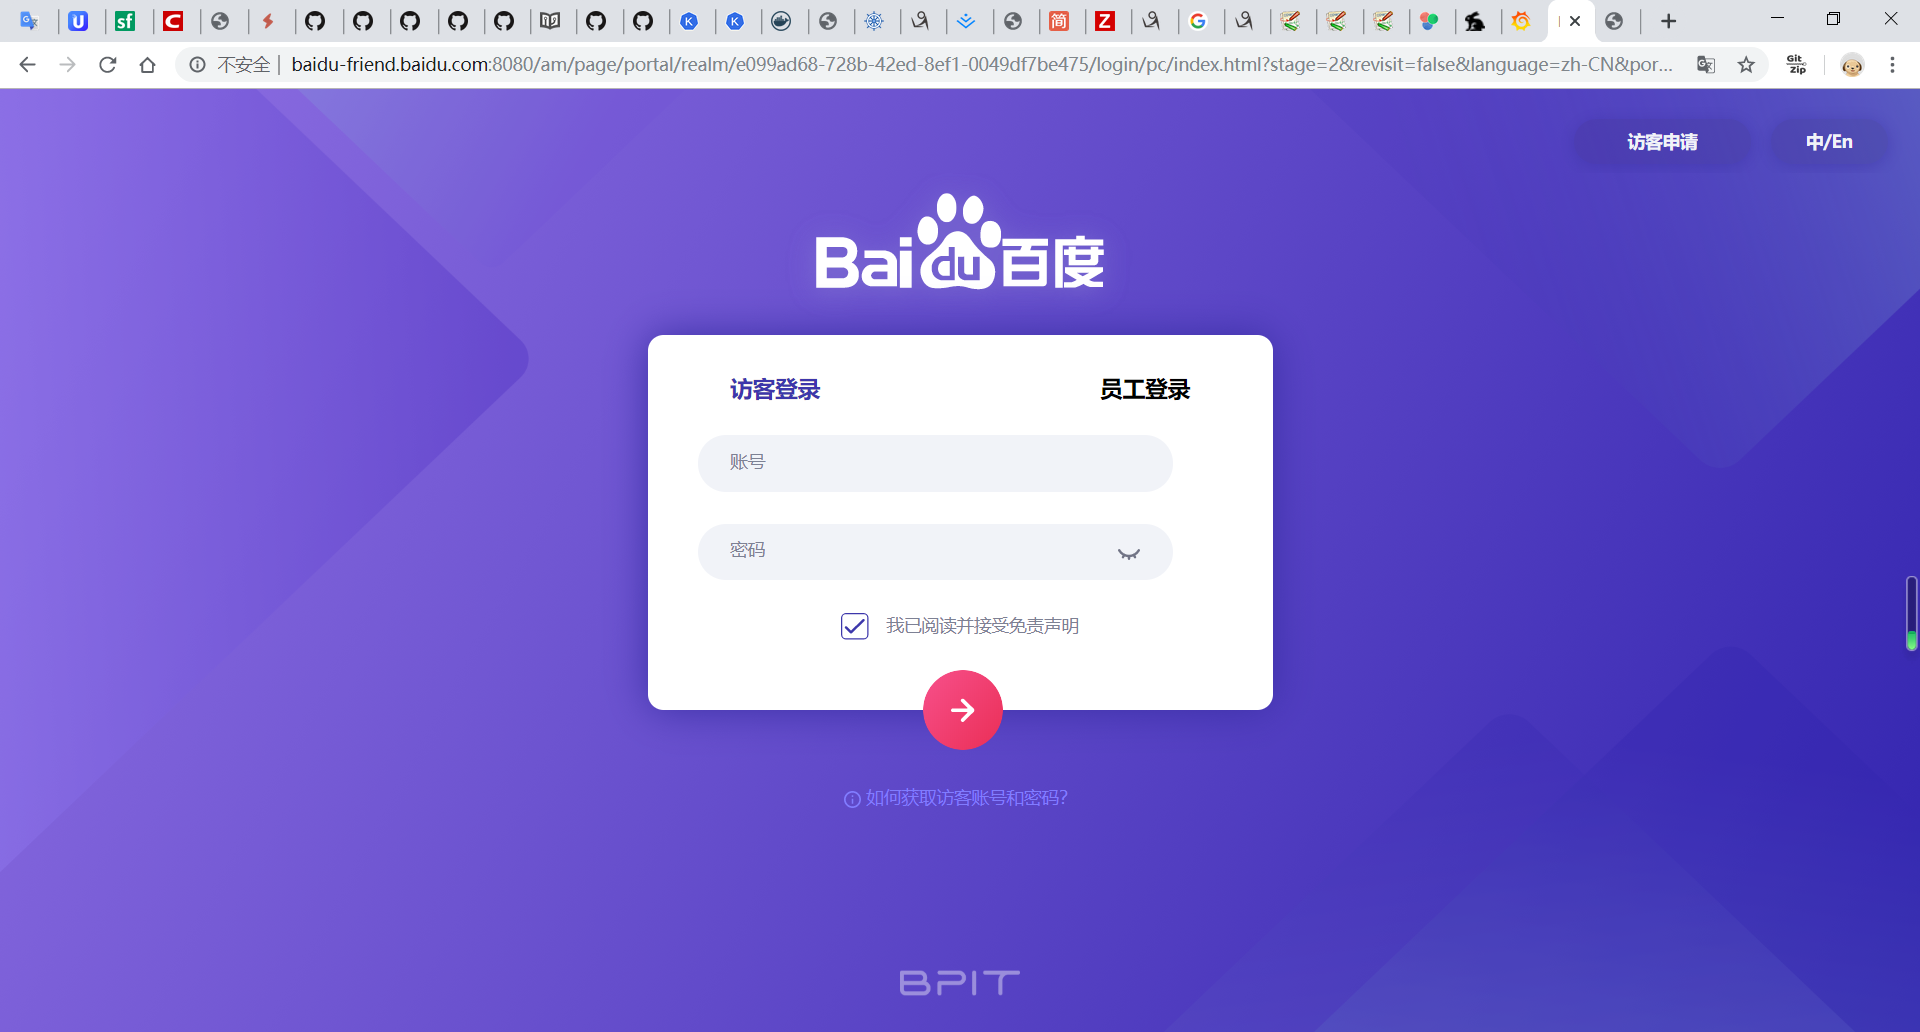 不安全
baidu-friend.baidu.com:8080/am/page/portal/realm/e099ad68-728b-42ed-8ef1-0049df7be475/login/pc/index.html?stage=2&revisit=false&language=zh-CN&por...
Git Zip
访客申请
中/En
Bai du 百度
访客登录
员工登录
账号
密码
我已阅读并接受免责声明
如何获取访客账号和密码?
BPIT